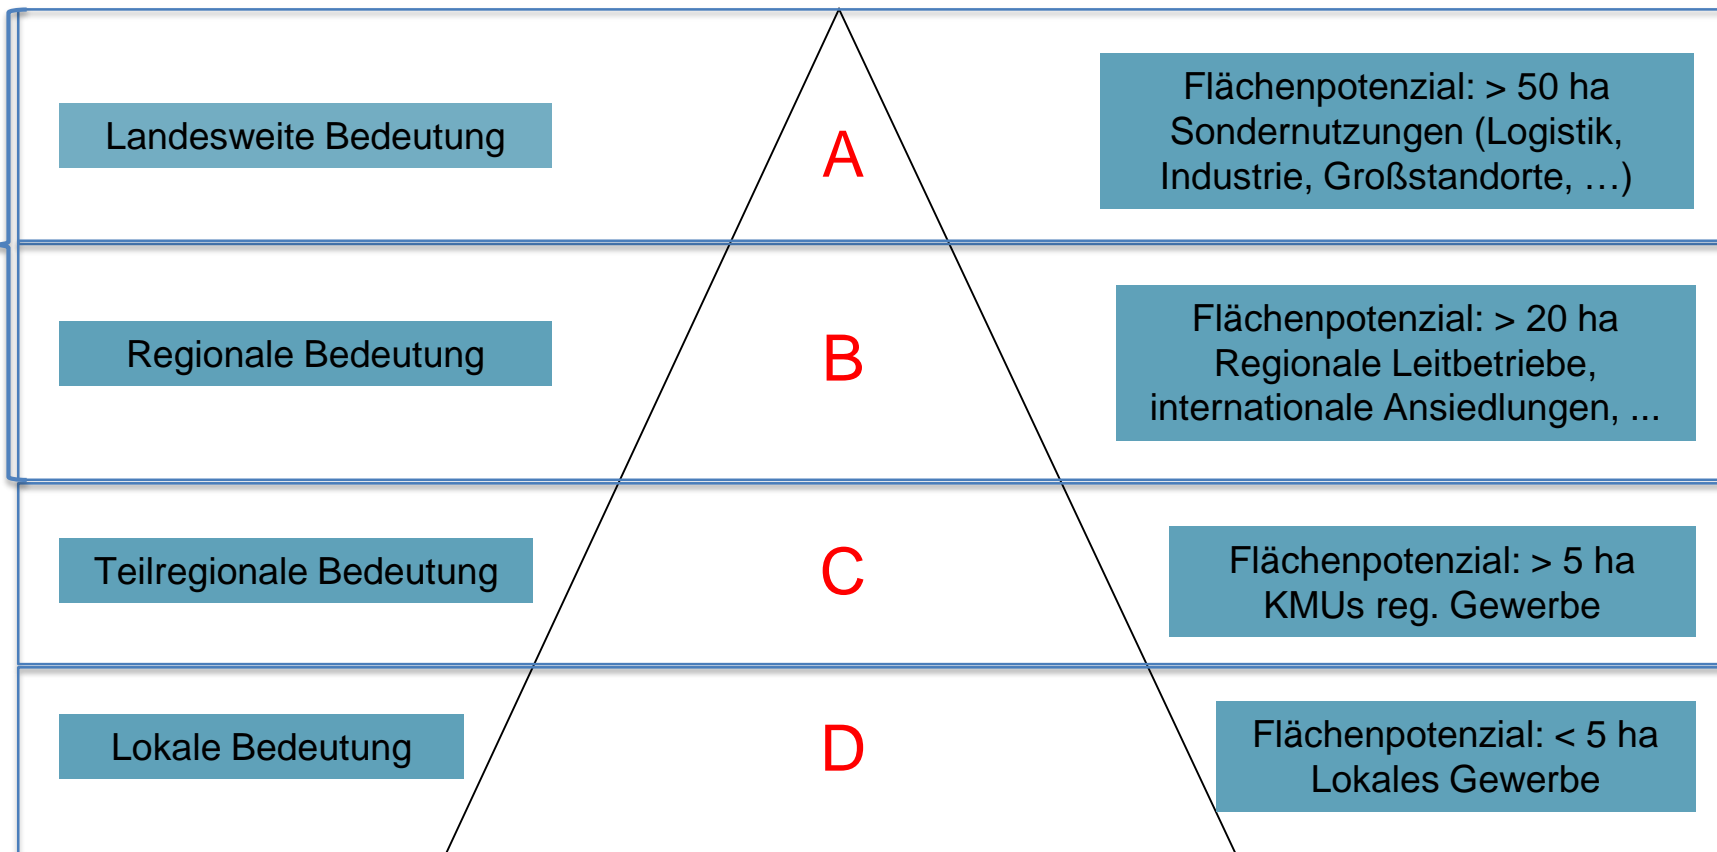 Landesweite Bedeutung
A
Flächenpotenzial: > 50 ha
Sondernutzungen (Logistik,
Industrie, Großstandorte, …)
Regionale Bedeutung
B
Flächenpotenzial: > 20 ha
Regionale Leitbetriebe,
internationale Ansiedlungen, ...
Teilregionale Bedeutung
C
Flächenpotenzial: > 5 ha
KMUs reg. Gewerbe
Lokale Bedeutung
D
Flächenpotenzial: < 5 ha
Lokales Gewerbe